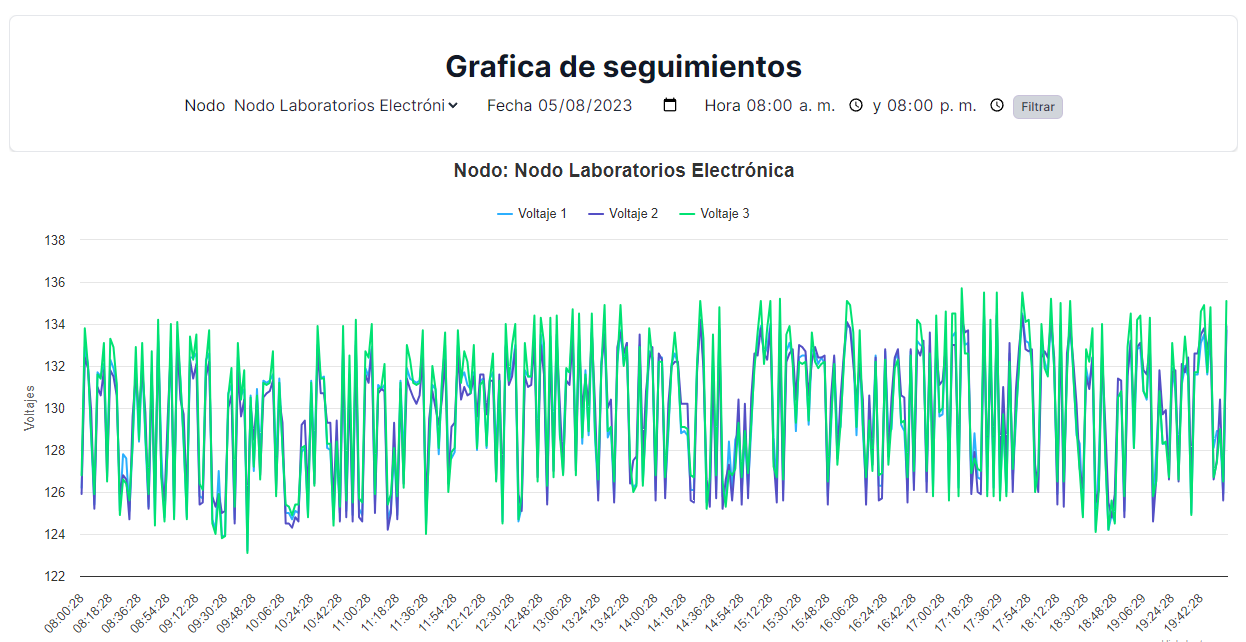 Grafica de seguimientos
Nodo Nodo Laboratorios Electróni Fecha 05/08/2023 Hora 08:00 a. m. y 08:00 p. m. Filtrar
Nodo: Nodo Laboratorios Electrónica
Voltaje 1 Voltaje 2 Voltaje 3
138
136
134
132
130
128
126
124
122
Voltajes
08:00:28 08:18:28 08:36:28 08:54:28 09:12:28 09:30:28 09:48:28 10:06:28 10:24:28 10:42:28 11:00:28 11:18:28 11:36:28 11:54:28 12:12:28 12:30:28 12:48:28 13:06:28 13:24:28 13:42:28 14:00:28 14:18:28 14:36:28 14:54:28 15:12:28 15:30:28 15:48:28 16:06:28 16:24:28 16:42:28 17:00:28 17:18:28 17:36:29 17:54:28 18:12:28 18:30:28 18:48:28 19:06:29 19:24:28 19:42:28